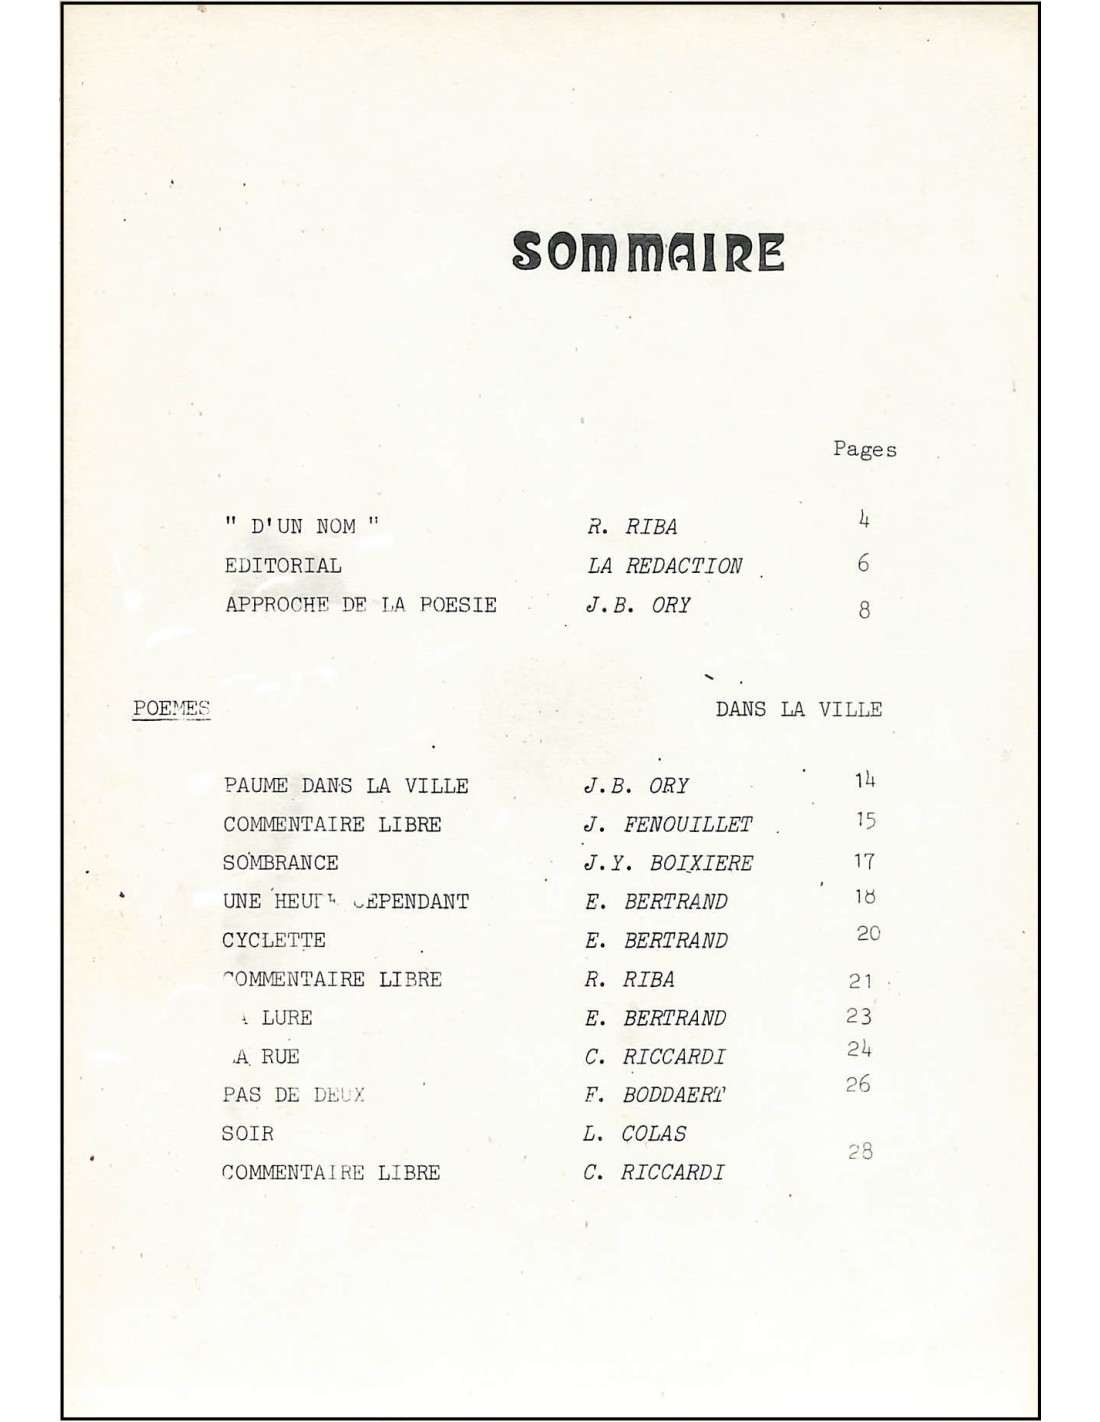 SOMMAIRE
Pages
" D'UN NOM " R. RIBA 4
EDITORIAL LA REDACTION 6
APPROCHE DE LA POESIE J.B. ORY 8
POEMES DANS LA VILLE
PAUME DANS LA VILLE J.B. ORY 14
COMMENTAIRE LIBRE J. FENOUILLET 15
SOMBRANCE J.Y. BOIXIERE 17
UNE E. BERTRAND 18
CYCLETTE E. BERTRAND 20
COMMENTAIRE LIBRE R. RIBA 21
LURE E. BERTRAND 23
RUE C. RICCARDI 24
PAS DE DEUX F. BODDAERT 26
SOIR L. COLAS
28
COMMENTAIRE LIBRE C. RICCARDI